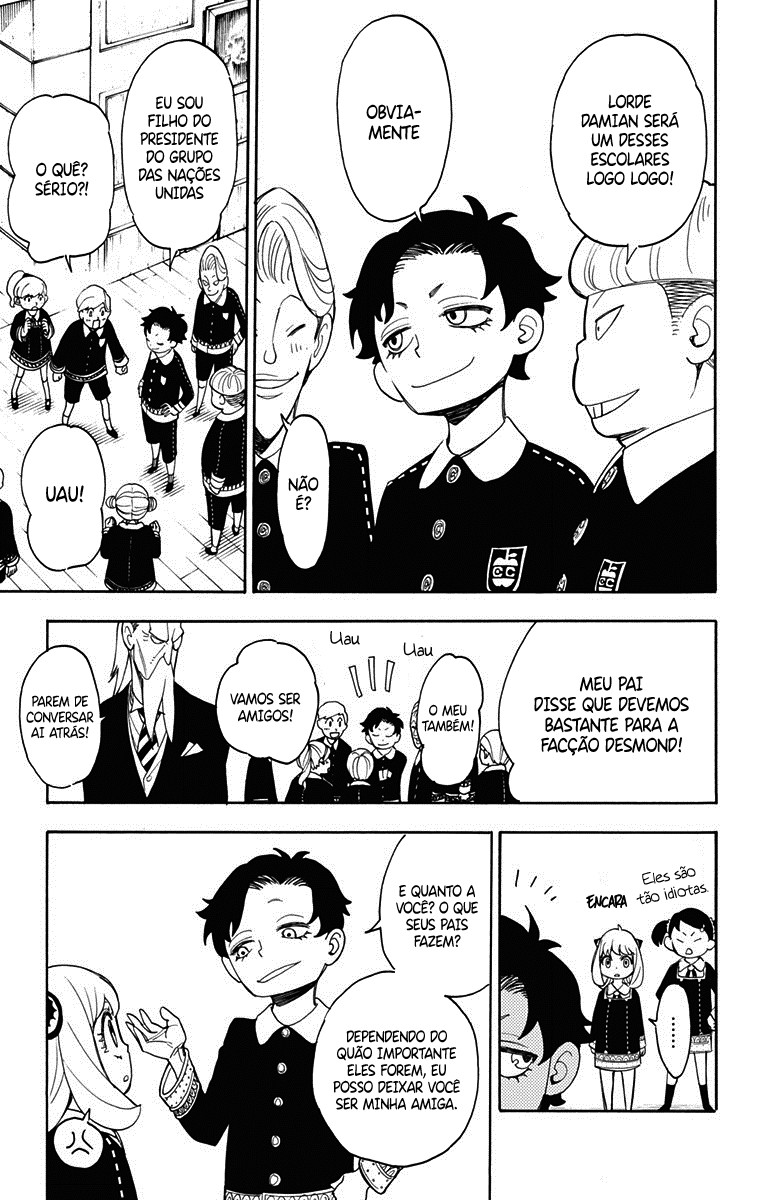 LORDE
DAMIAN SERÁ
UM DESSES
ESCOLARES
LOGO LOGO!
OBVIA-
MENTE
NÃO
É?
EU SOU
FILHO DO
PRESIDENTE
DO GRUPO
DAS NAÇÕES
UNIDAS
O QUÊ?
SÉRIO?!
UAU!
MEU PAI
DISSE QUE DEVEMOS
BASTANTE PARA A
FACÇÃO DESMOND!
O MEU
TAMBÉM!
Uau
Uau
VAMOS SER
AMIGOS!
PAREM DE
CONVERSAR
AI ATRÁS!
Eles são
tão idiotas.
ENCARA
......
E QUANTO A
VOCÊ? O QUE
SEUS PAIS
FAZEM?
DEPENDENDO DO
QUÃO IMPORTANTE
ELES FOREM, EU
POSSO DEIXAR VOCÊ
SER MINHA AMIGA.